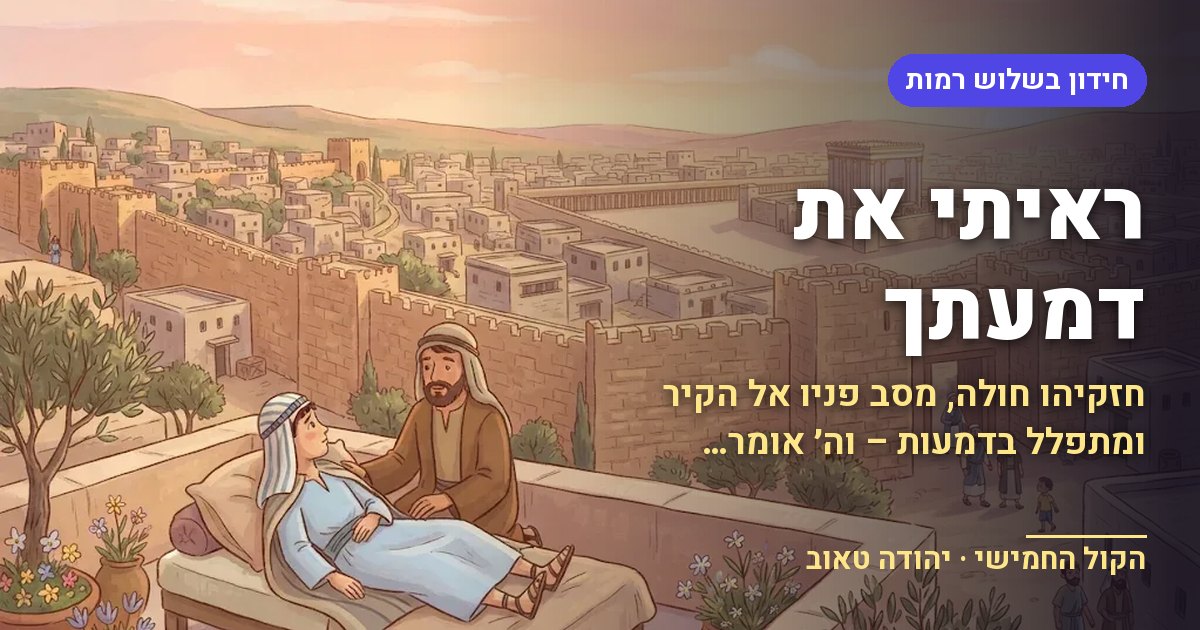 חידון בשלוש רמות
ראיתי את
דמעתך
חזקיהו חולה, מסב פניו אל הקיר
ומתפלל בדמעות – וה׳ אומר...
הקול החמישי · יהודה טאוב